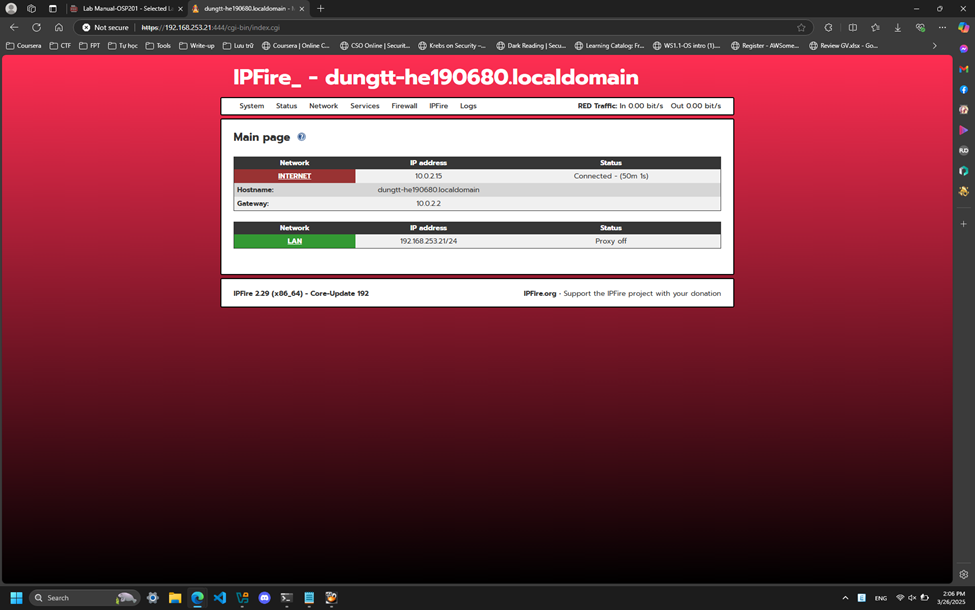 Lab Manual-OSP201 - Selected La
dungtt-he190680.localdomain -
Not secure
https://192.168.253.21:444/cgi-bin/index.cgi
Coursera
CTF
FPT
Tự học
Tools
Write-up
Lưu trữ
Coursera | Online C...
CSO Online | Securit...
Krebs on Security –...
Dark Reading | Secu...
Learning Catalog: Fr...
WS1.1-OS intro (1)....
Register - AWSome...
Review GV.xlsx - Go...
IPFire_ - dungtt-he190680.localdomain
System Status Network Services Firewall IPFire Logs
RED Traffic: In 0.00 bit/s Out 0.00 bit/s
Main page
Network IP address Status
INTERNET 10.0.2.15 Connected - (50m 1s)
Hostname: dungtt-he190680.localdomain
Gateway: 10.0.2.2
Network IP address Status
LAN 192.168.253.21/24 Proxy off
IPFire 2.29 (x86_64) - Core-Update 192
IPFire.org - Support the IPFire project with your donation
Search
ENG
2:06 PM
3/26/2025